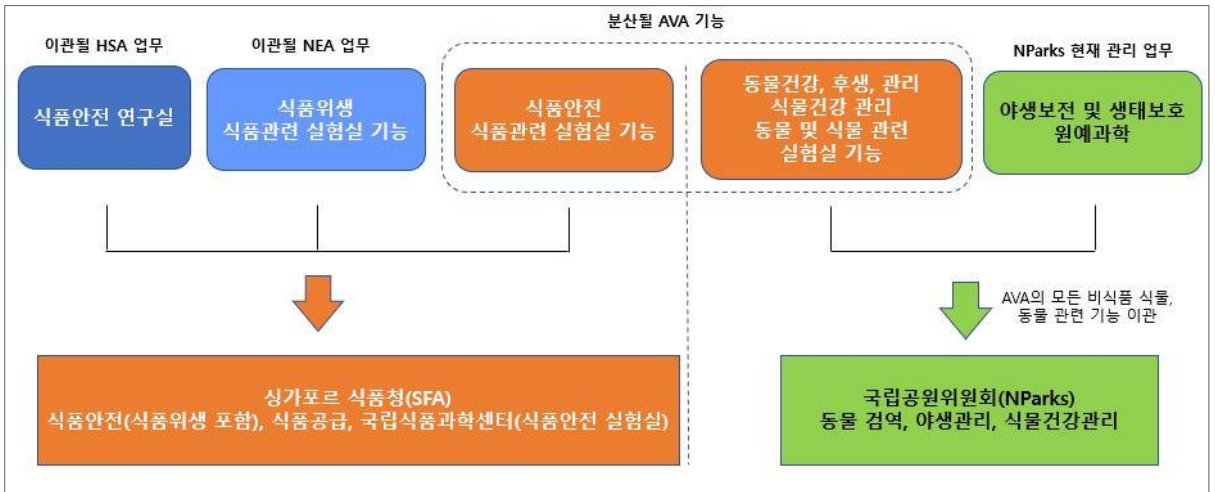 분산될 AVA 기능
이관될 HSA 업무
이관될 NEA 업무
NParks 현재 관리 업무
식품안전 연구실
식품위생
식품관련 실험실 기능
식품안전
식품관련 실험실 기능
동물건강, 후생, 관리
식물건강 관리
동물 및 식물 관련
실험실 기능
야생보전 및 생태보호
원예과학
AVA의 모든 비식품 식물,
동물 관련 기능 이관
싱가포르 식품청(SFA)
식품안전(식품위생 포함), 식품공급, 국립식품과학센터(식품안전 실험실)
국립공원위원회(NParks)
동물 검역, 야생관리, 식물건강관리